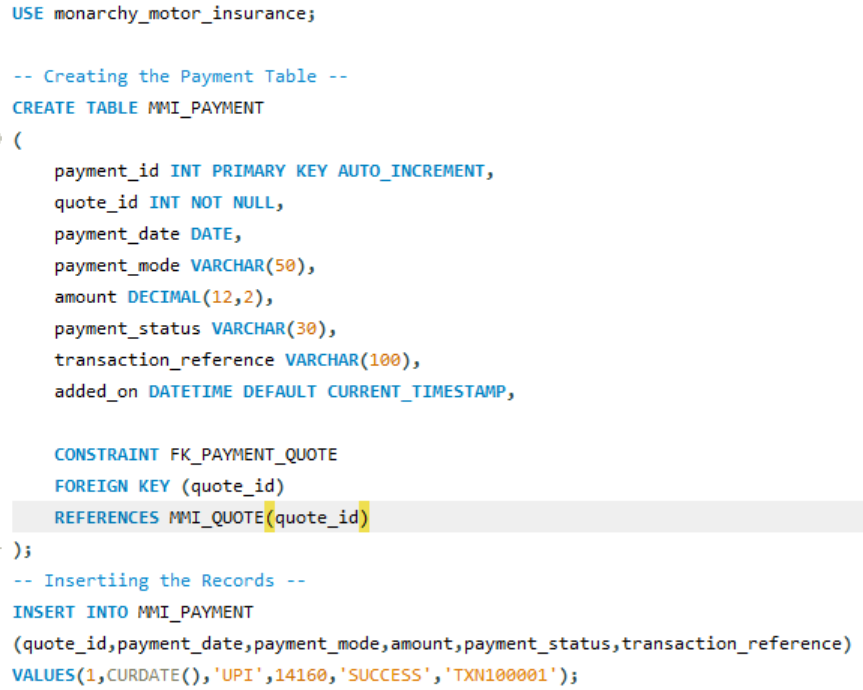 USE monarchy_motor_insurance;
-- Creating the Payment Table --
CREATE TABLE MMI_PAYMENT
(
payment_id INT PRIMARY KEY AUTO_INCREMENT,
quote_id INT NOT NULL,
payment_date DATE,
payment_mode VARCHAR(50),
amount DECIMAL(12,2),
payment_status VARCHAR(30),
transaction_reference VARCHAR(100),
added_on DATETIME DEFAULT CURRENT_TIMESTAMP,
CONSTRAINT FK_PAYMENT_QUOTE
FOREIGN KEY (quote_id)
REFERENCES MMI_QUOTE(quote_id)
);
-- Insertiing the Records --
INSERT INTO MMI_PAYMENT
(quote_id,payment_date,payment_mode,amount,payment_status,transaction_reference)
VALUES(1,CURDATE(),'UPI',14160,'SUCCESS','TXN100001');